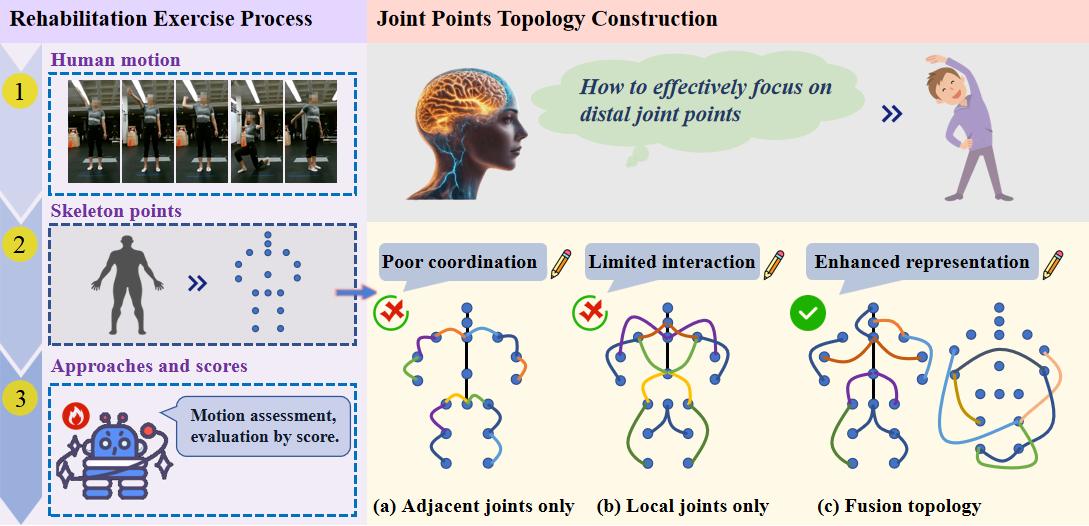 Rehabilitation Exercise Process
Human motion
1
Skeleton points
2
Approaches and scores
3
Motion assessment,
evaluation by score.
Joint Points Topology Construction
How to effectively focus on
distal joint points
Poor coordination
Limited interaction
Enhanced representation
(a) Adjacent joints only
(b) Local joints only
(c) Fusion topology